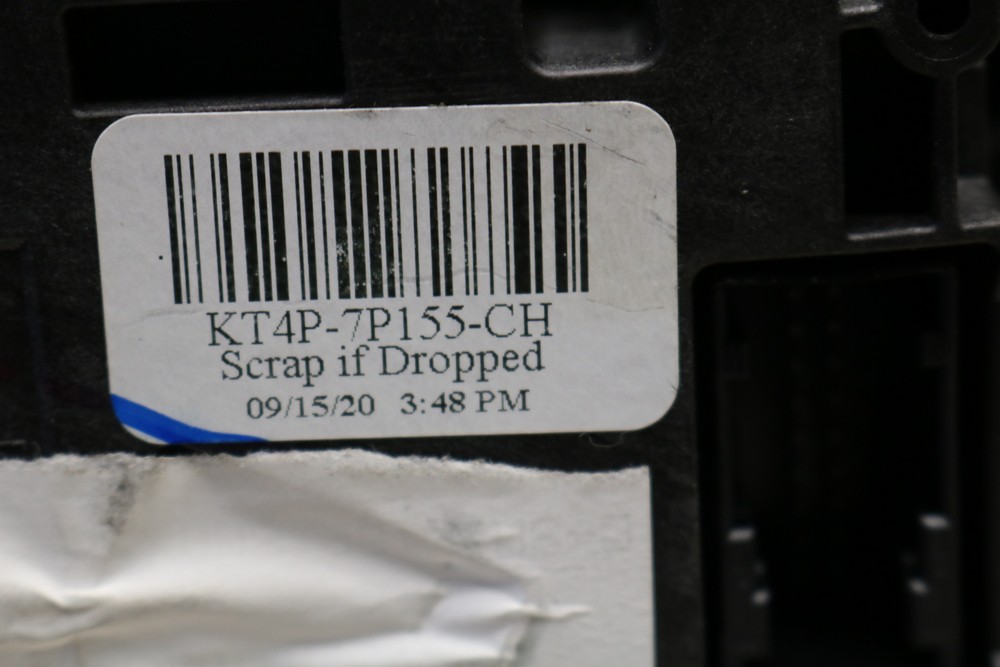 KT4P-7P155-CH
Scrap if Dropped
09/15/20 3:48 PM